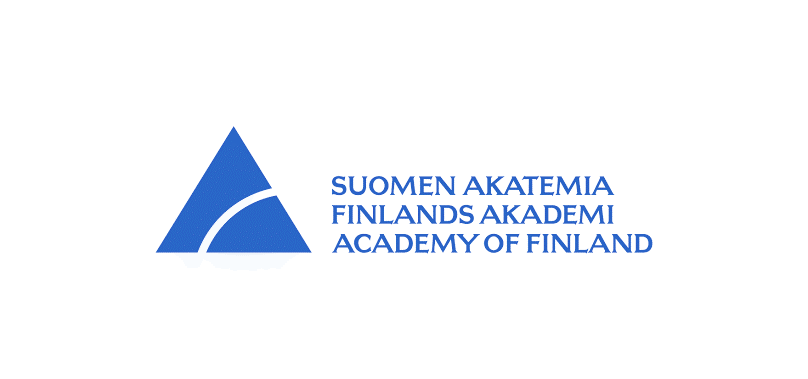 SUOMEN AKATEMIA
FINLANDS AKADEMI
ACADEMY OF FINLAND